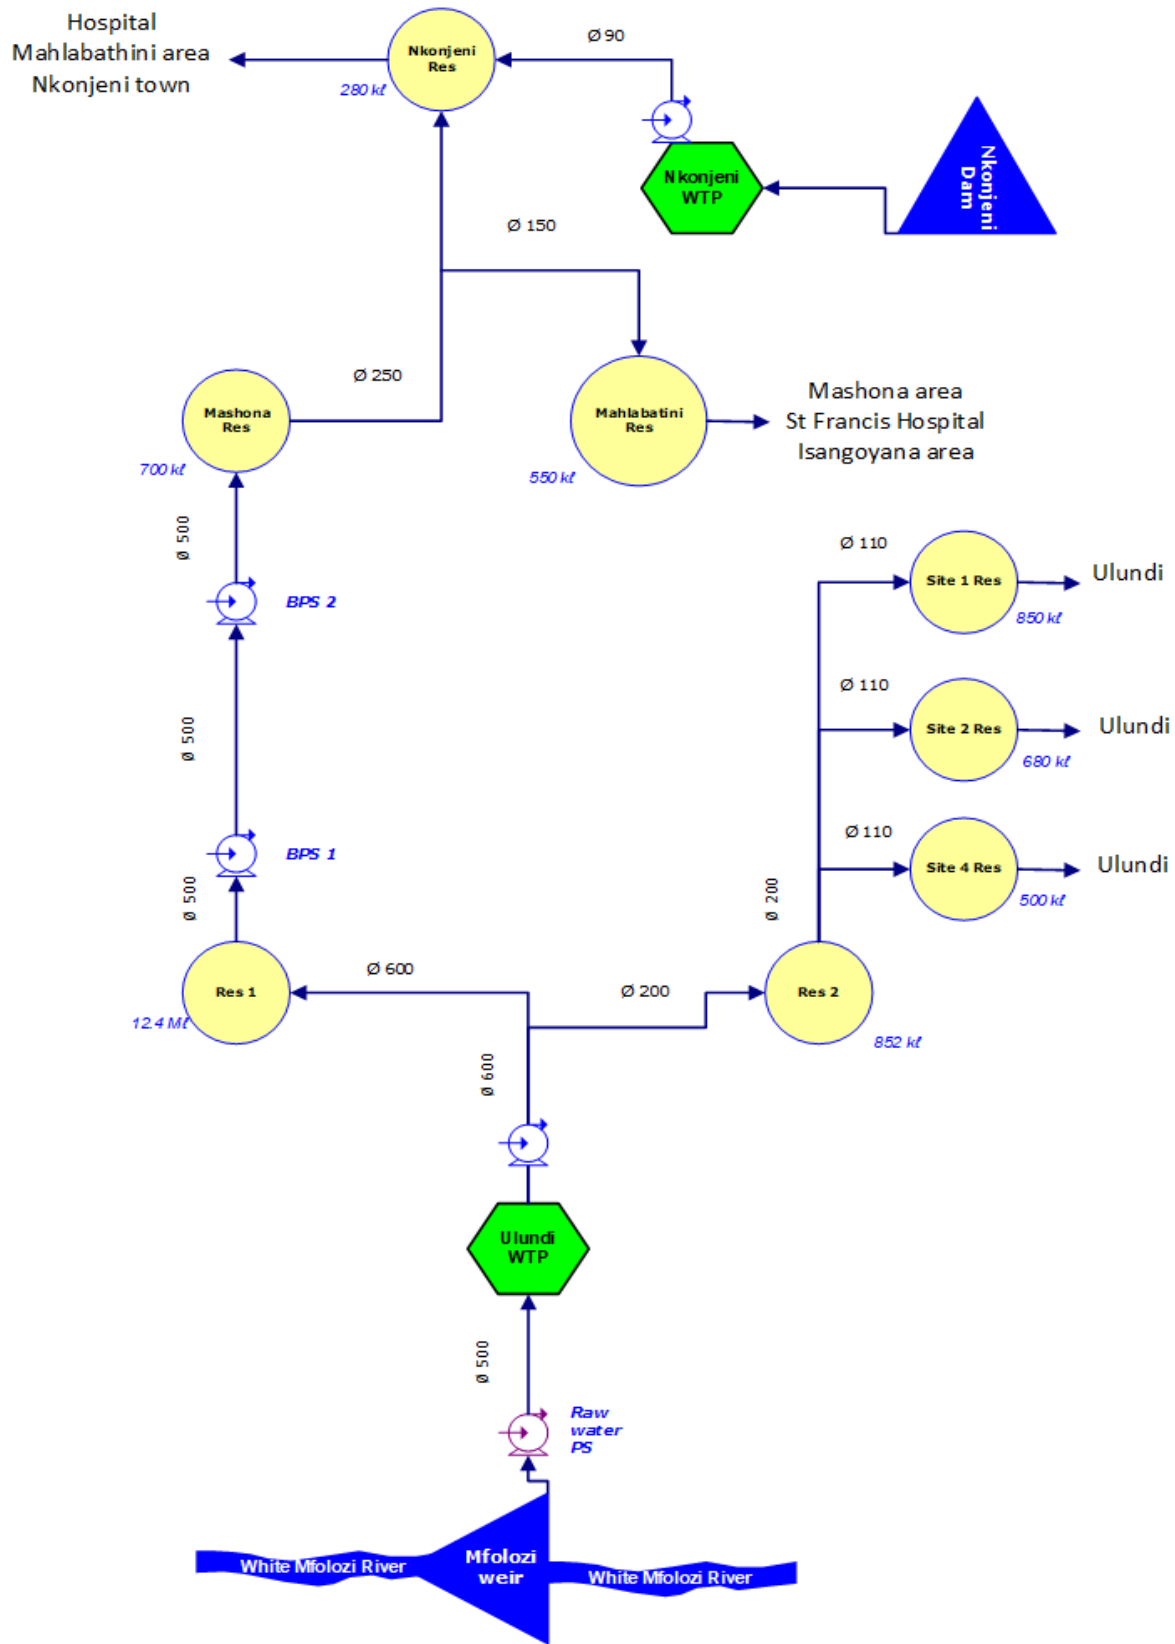 Hospital
Mahlabathini area
Nkonjeni town
Nkonjeni
Res
280 kℓ
Ø 90
Nkonjeni
WTP
Nkonjeni
Dam
Ø 150
Ø 250
Mashona
Res
700 kℓ
Mahlabatini
Res
550 kℓ
Mashona area
St Francis Hospital
Isangoyana area
Ø 500
BPS 2
Ø 110
Site 1 Res
850 kℓ
Ulundi
Ø 110
Site 2 Res
680 kℓ
Ulundi
Ø 500
BPS 1
Ø 110
Site 4 Res
500 kℓ
Ulundi
Ø 500
Ø 200
Res 1
12.4 Mℓ
Ø 600
Ø 200
Res 2
852 kℓ
Ø 600
Ulundi
WTP
Ø 500
Raw
water
PS
Mfolozi
weir
White Mfolozi River
White Mfolozi River